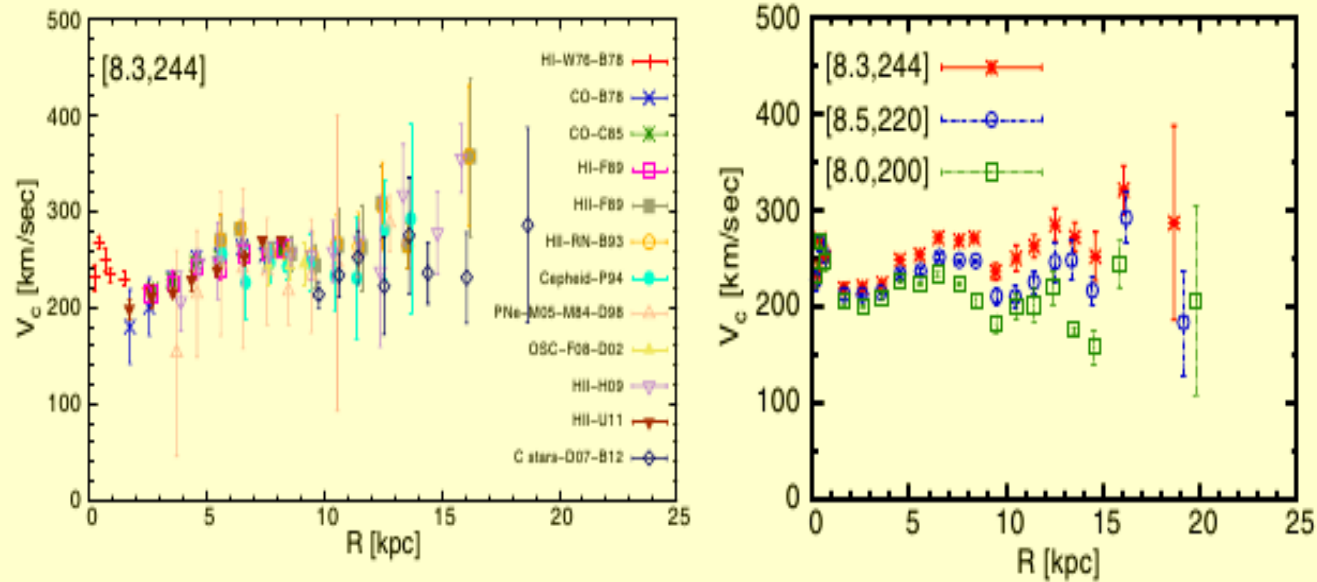 500
400
300
200
100
0
V_c [km/sec]
[8.3,244]
HI-W76-B78
CO-B78
CO-C85
HI-F89
HII-F89
HII-RN-B93
Cepheid-P94
PNe-M05-M84-D98
OSC-F08-D02
HII-H09
HII-U11
C stars-D07-B12
0 5 10 15 20 25
R [kpc]
500
400
300
200
100
0
V_c [km/sec]
[8.3,244]
[8.5,220]
[8.0,200]
0 5 10 15 20 25
R [kpc]